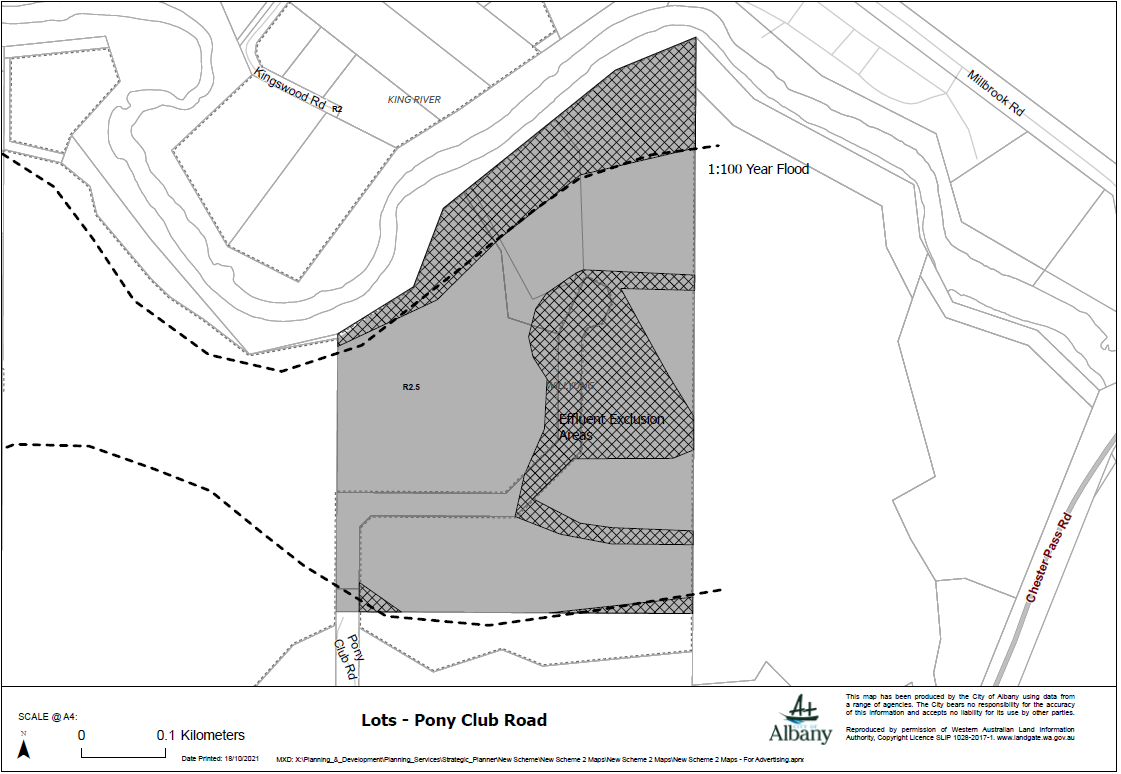 Kingswood Rd
R2
KING RIVER
Millbrook Rd
1:100 Year Flood
R2.5
Effluent Exclusion
Areas
Chester Pass Rd
Pony
Club Rd
SCALE @ A4:
N
0 0.1 Kilometers
Lots - Pony Club Road
Date Printed: 18/10/2021
MXD: X:\Planning_&_Development\Planning_Services\Strategic_Planner\New Scheme\New Scheme 2 Maps\New Scheme 2 Maps\New Scheme 2 Maps - For Advertising.aprx
CITY OF
Albany
This map has been produced by the City of Albany using data from
a range of agencies. The City bears no responsibility for the accuracy
of this information and accepts no liability for its use by other parties.
Reproduced by permission of Western Australian Land Information
Authority, Copyright Licence SLIP 1028-2017-1. www.landgate.wa.gov.au